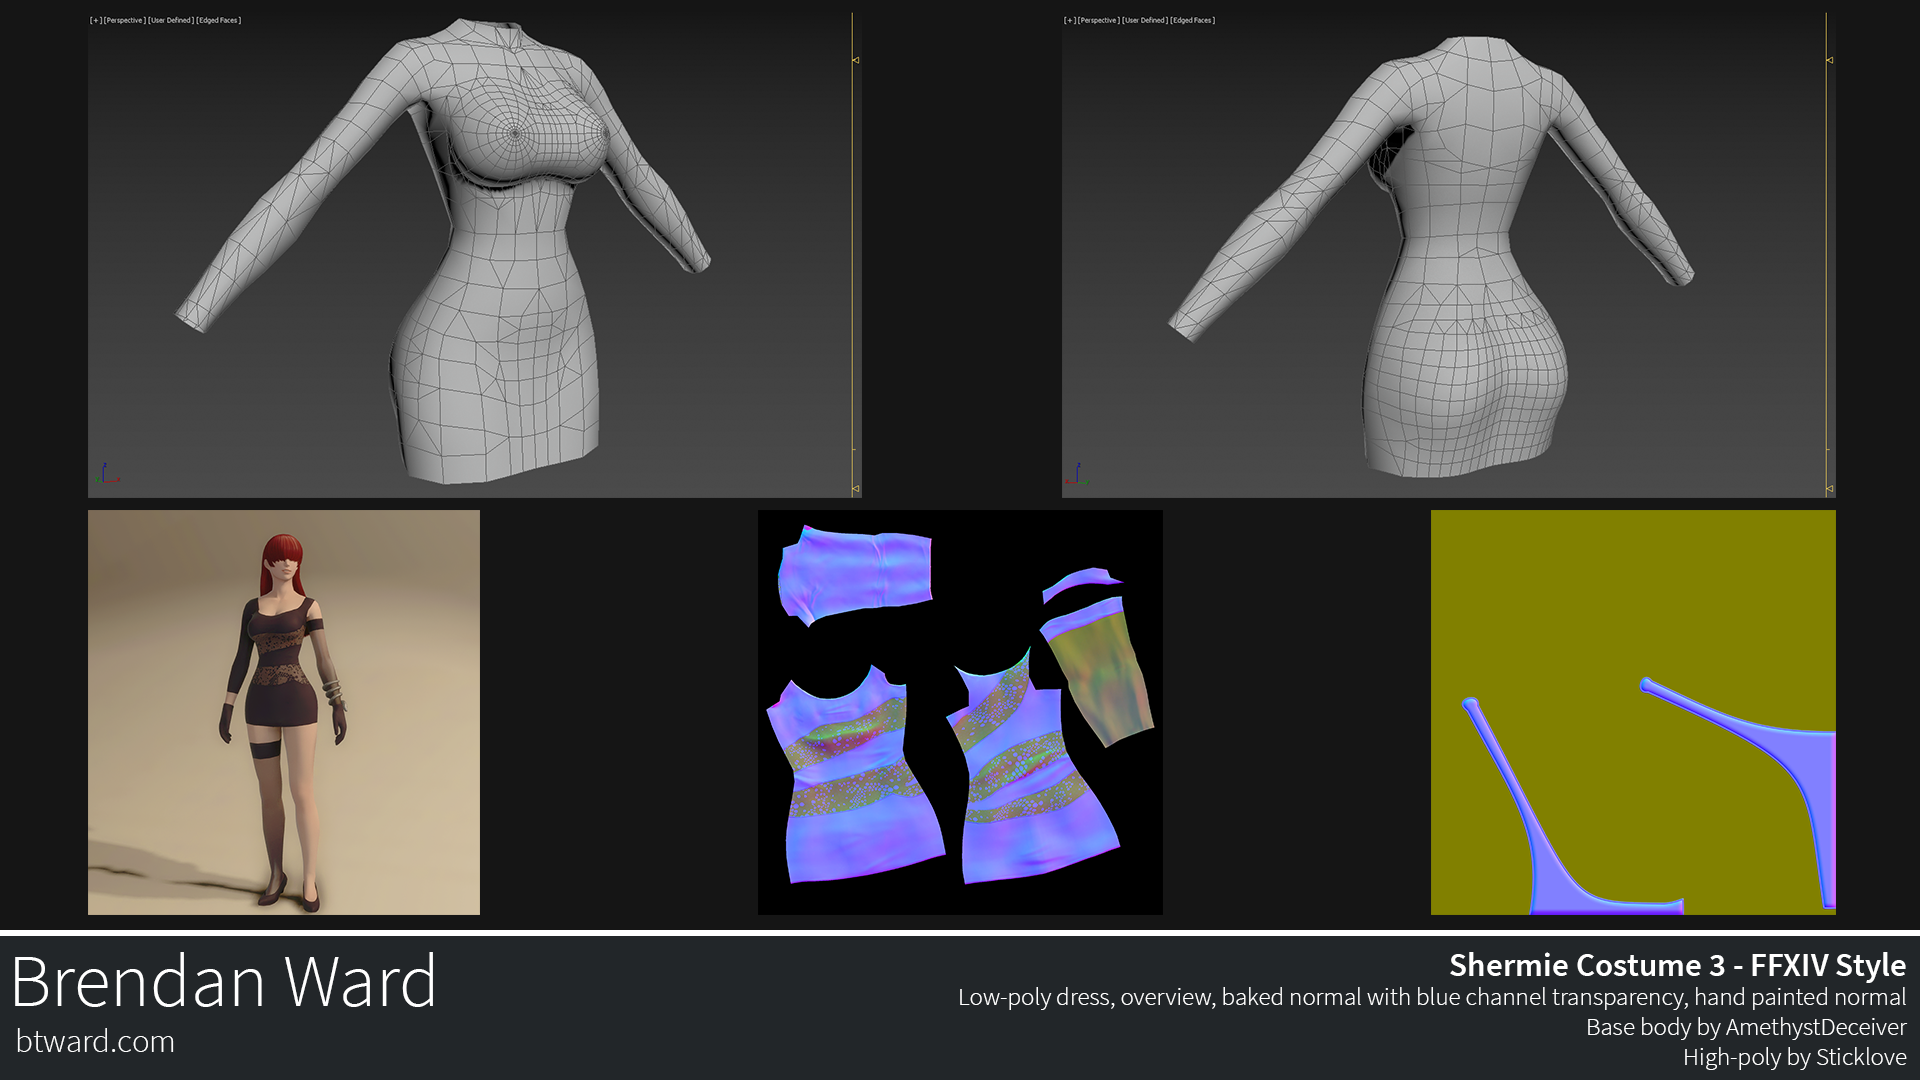 [+] [Perspective] [User Defined] [Edged Faces]
[+] [Perspective] [User Defined] [Edged Faces]
Brendan Ward
btward.com
Shermie Costume 3 - FFXIV Style
Low-poly dress, overview, baked normal with blue channel transparency, hand painted normal
Base body by AmethystDeceiver
High-poly by Sticklove